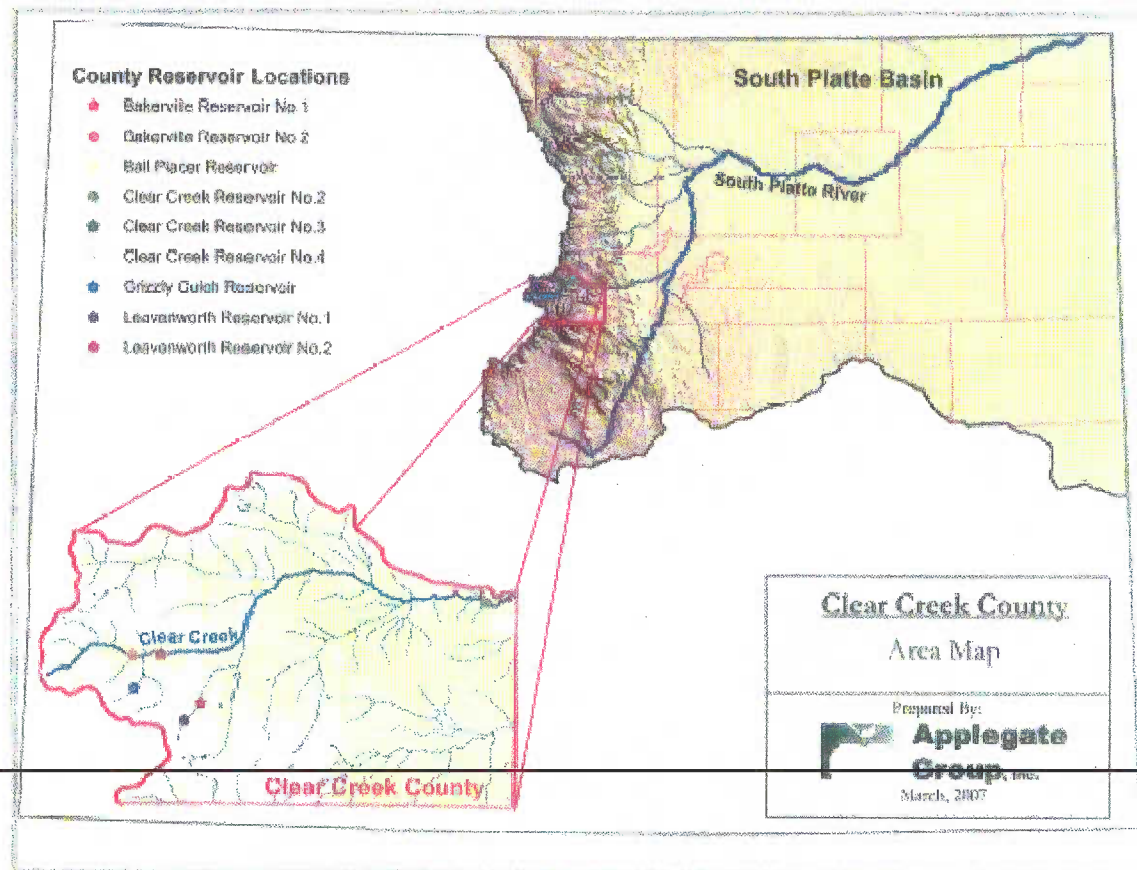 County Reservoir Locations
Bakerville Reservoir No.1
Bakerville Reservoir No.2
Ball Placer Reservoir
Clear Creek Reservoir No.2
Clear Creek Reservoir No.3
Clear Creek Reservoir No.4
Grizzly Gulch Reservoir
Leavenworth Reservoir No.1
Leavenworth Reservoir No.2
South Platte Basin
South Platte River
Clear Creek
Clear Creek County
Clear Creek County
Area Map
Prepared By:
Applegate
Group, Inc.
March, 2007